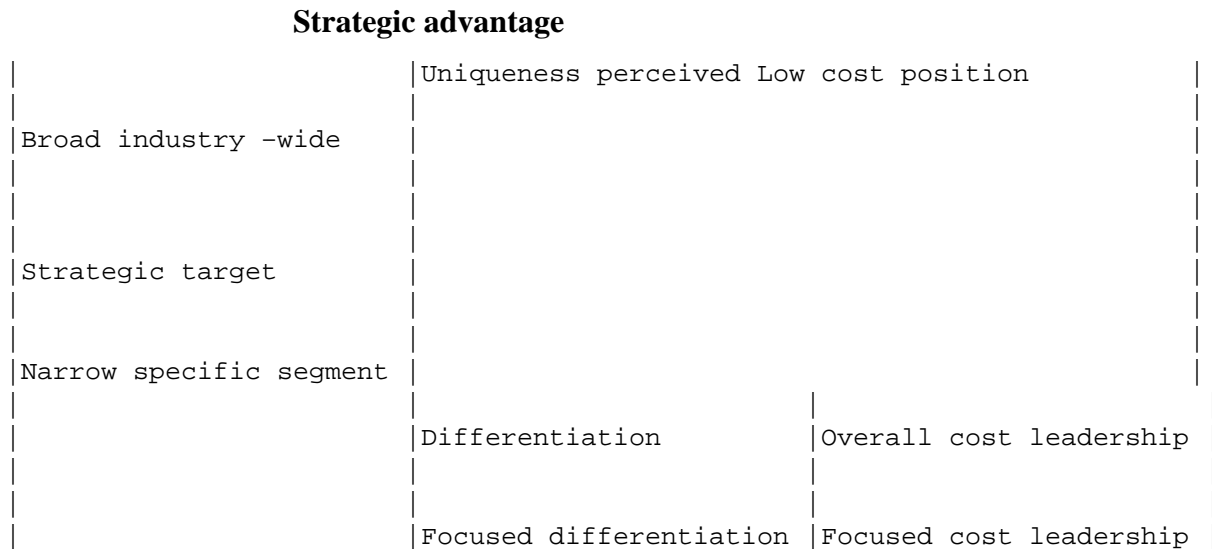 Strategic advantage
Uniqueness perceived Low cost position
Broad industry -wide
Strategic target
Narrow specific segment
Differentiation Overall cost leadership
Focused differentiation Focused cost leadership